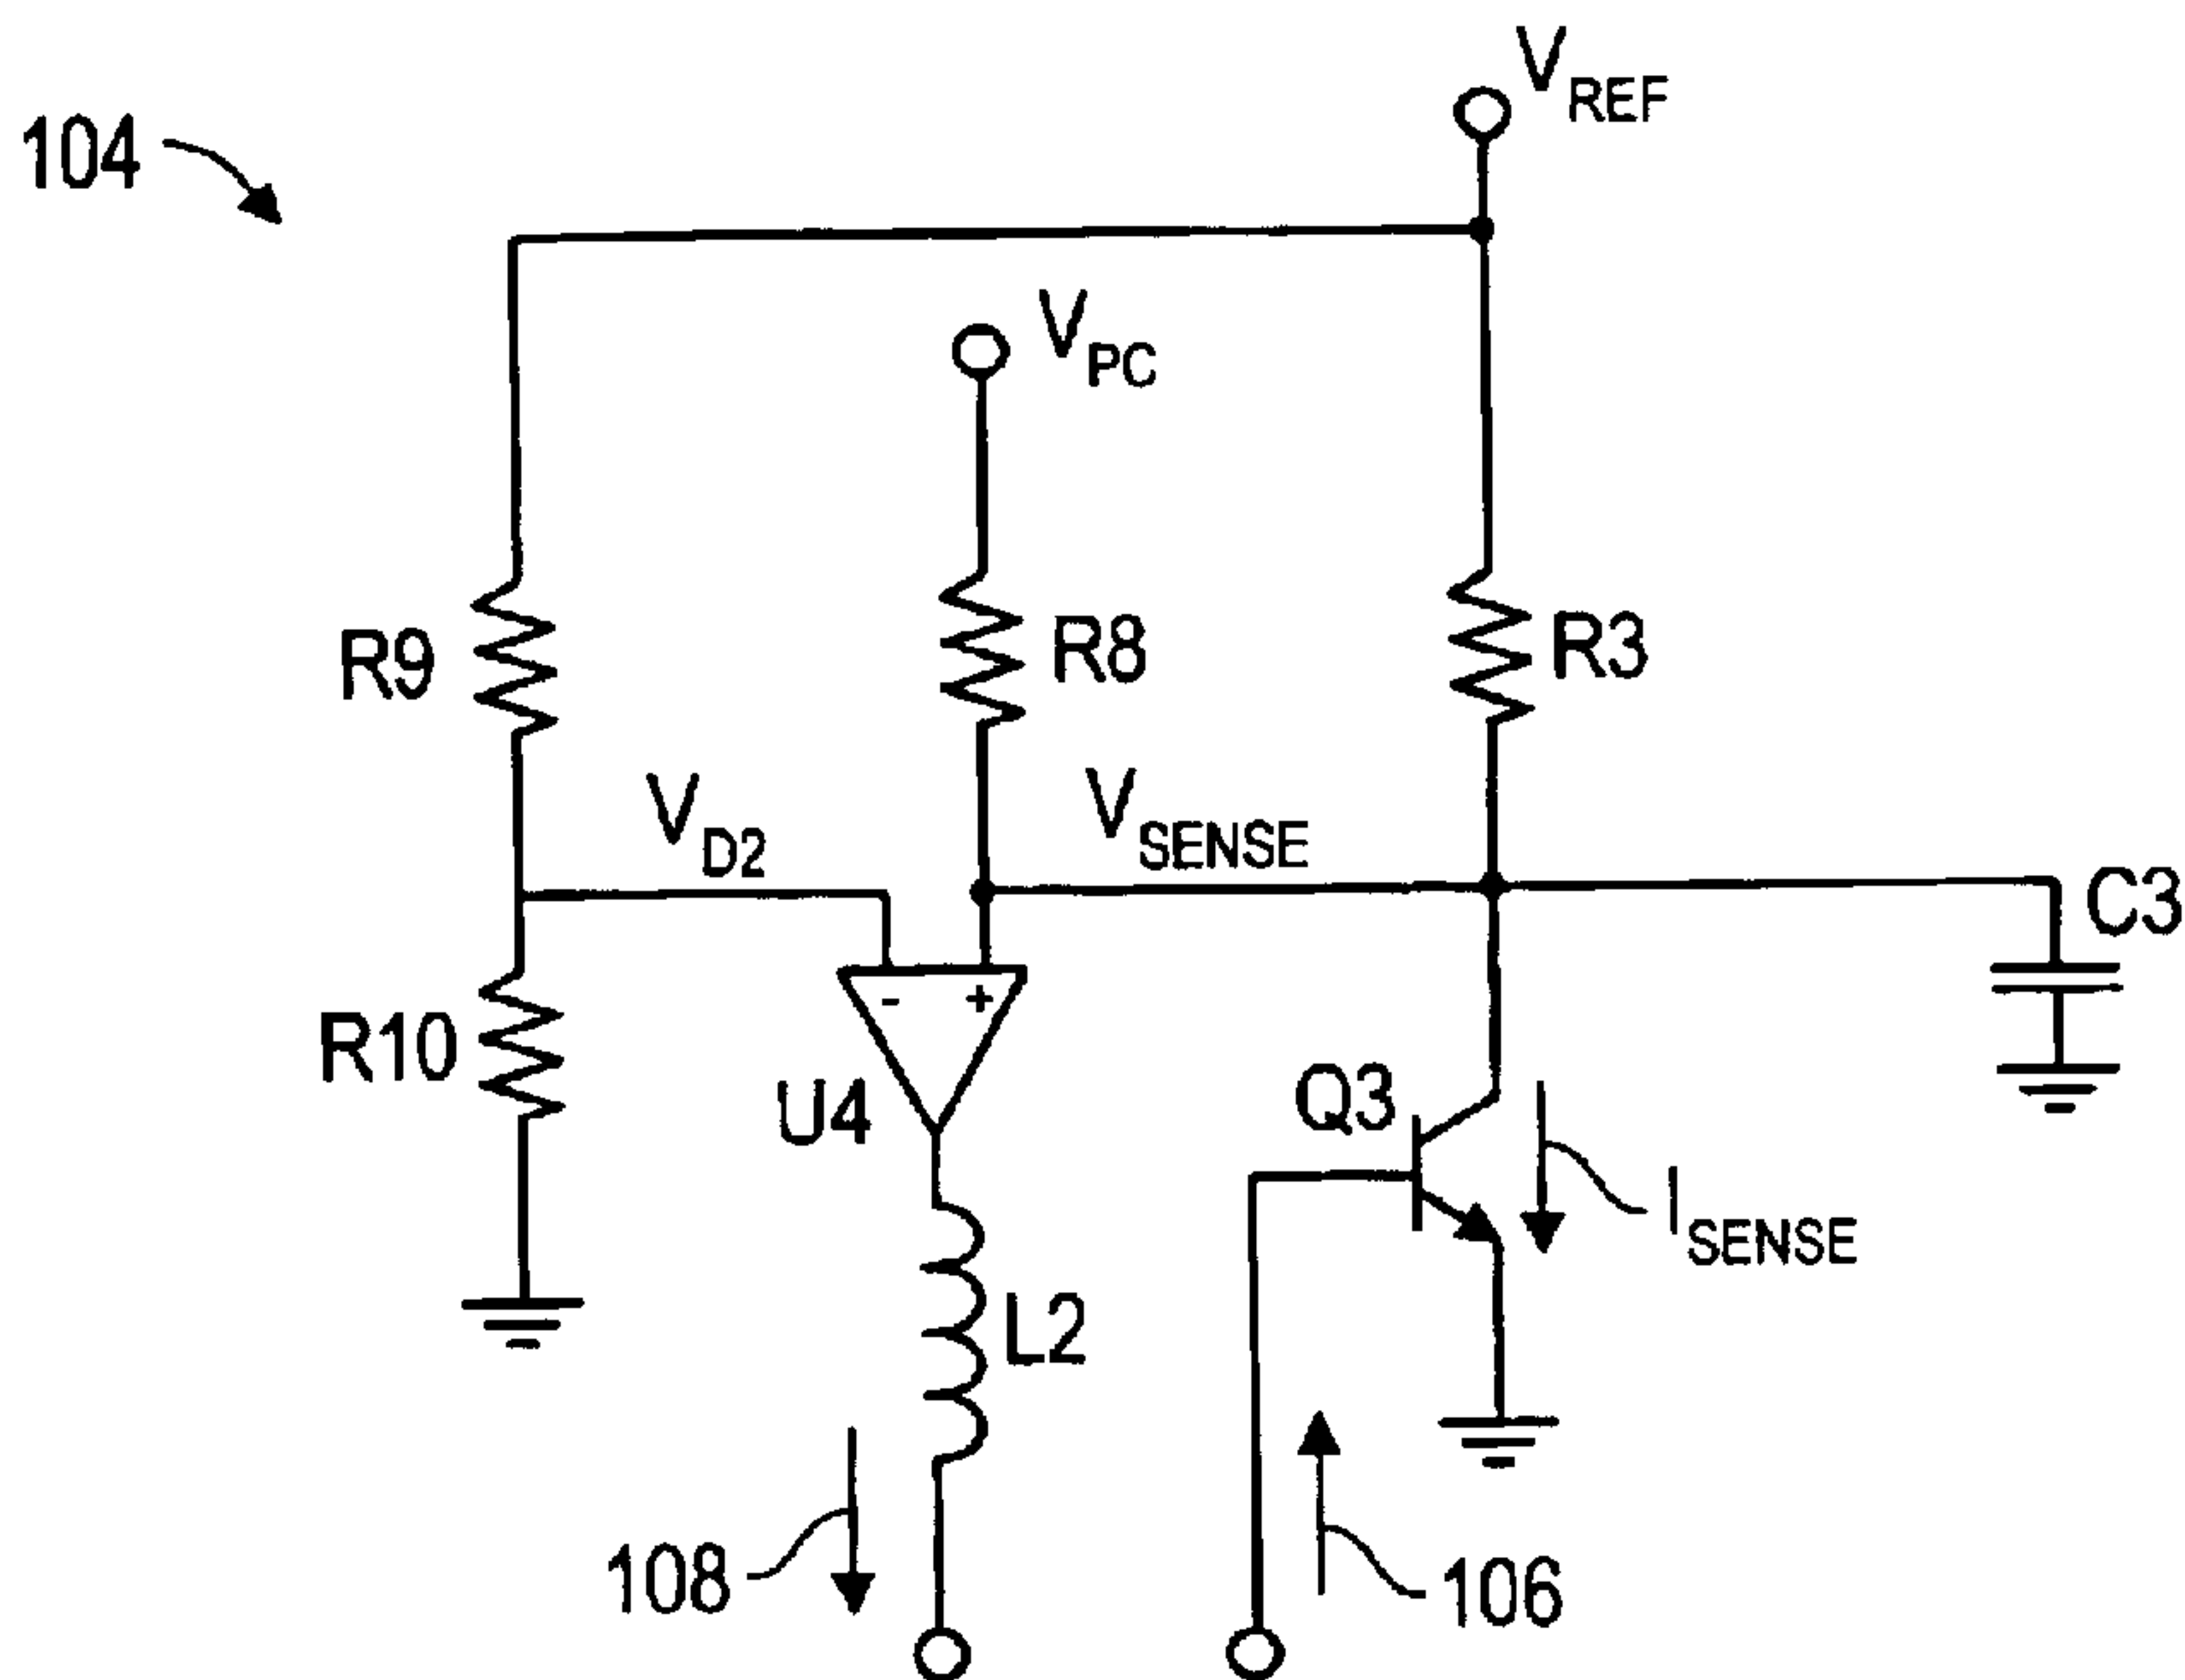 V_REF
104
V_PC
R9
R8
R3
V_D2
V_SENSE
C3
- +
R10
U4
Q3
I_SENSE
L2
108
106